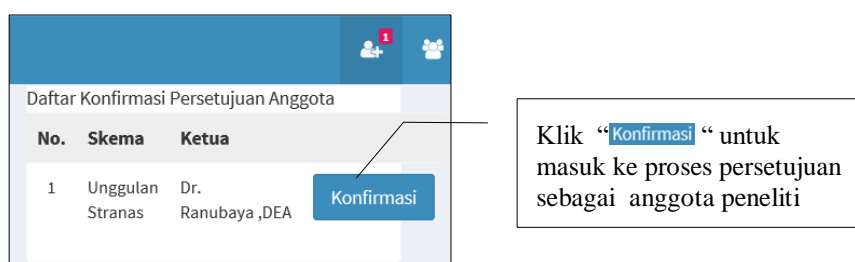 1
Daftar Konfirmasi Persetujuan Anggota
No. Skema Ketua
1 Unggulan Stranas Dr. Ranubaya ,DEA Konfirmasi
Klik “Konfirmasi “ untuk
masuk ke proses persetujuan
sebagai anggota peneliti